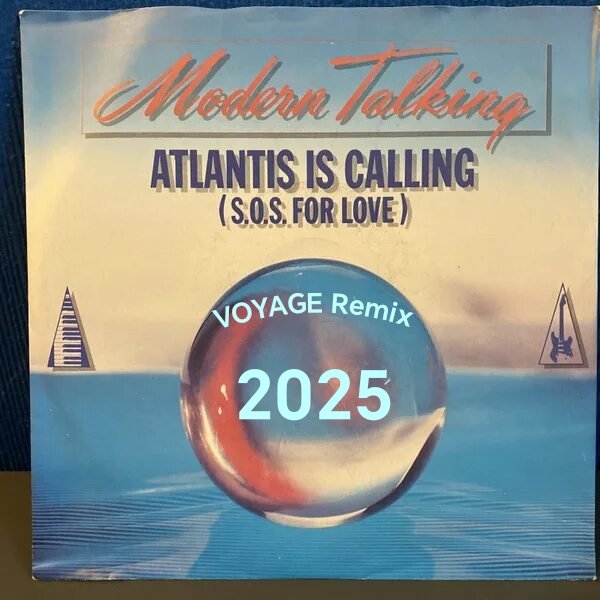 Modern Talking
ATLANTIS IS CALLING
(S.O.S. FOR LOVE)
VOYAGE Remix
2025